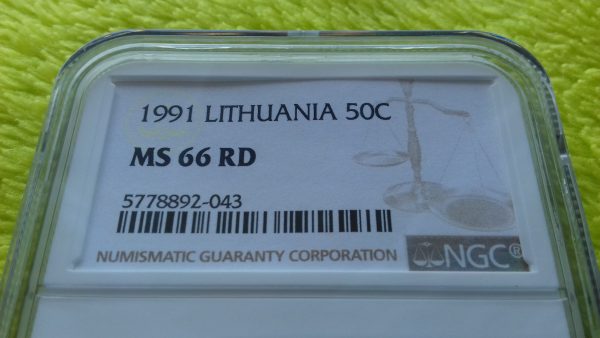 1991 LITHUANIA 50C
MS 66 RD
5778892-043
NUMISMATIC GUARANTY CORPORATION
NGC®